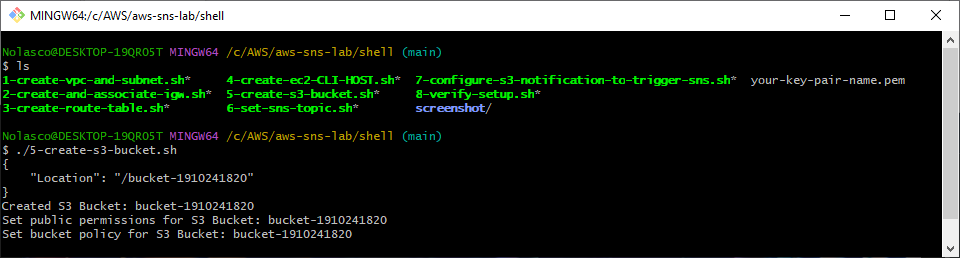 MINGW64:/c/AWS/aws-sns-lab/shell
Nolasco@DESKTOP-19QRO5T MINGW64 /c/AWS/aws-sns-lab/shell (main)
$ ls
1-create-vpc-and-subnet.sh* 4-create-ec2-CLI-HOST.sh* 7-configure-s3-notification-to-trigger-sns.sh* your-key-pair-name.pem
2-create-and-associate-igw.sh* 5-create-s3-bucket.sh* 8-verify-setup.sh*
3-create-route-table.sh* 6-set-sns-topic.sh* screenshot/
Nolasco@DESKTOP-19QRO5T MINGW64 /c/AWS/aws-sns-lab/shell (main)
$ ./5-create-s3-bucket.sh
{
    "Location": "/bucket-1910241820"
}
Created S3 Bucket: bucket-1910241820
Set public permissions for S3 Bucket: bucket-1910241820
Set bucket policy for S3 Bucket: bucket-1910241820